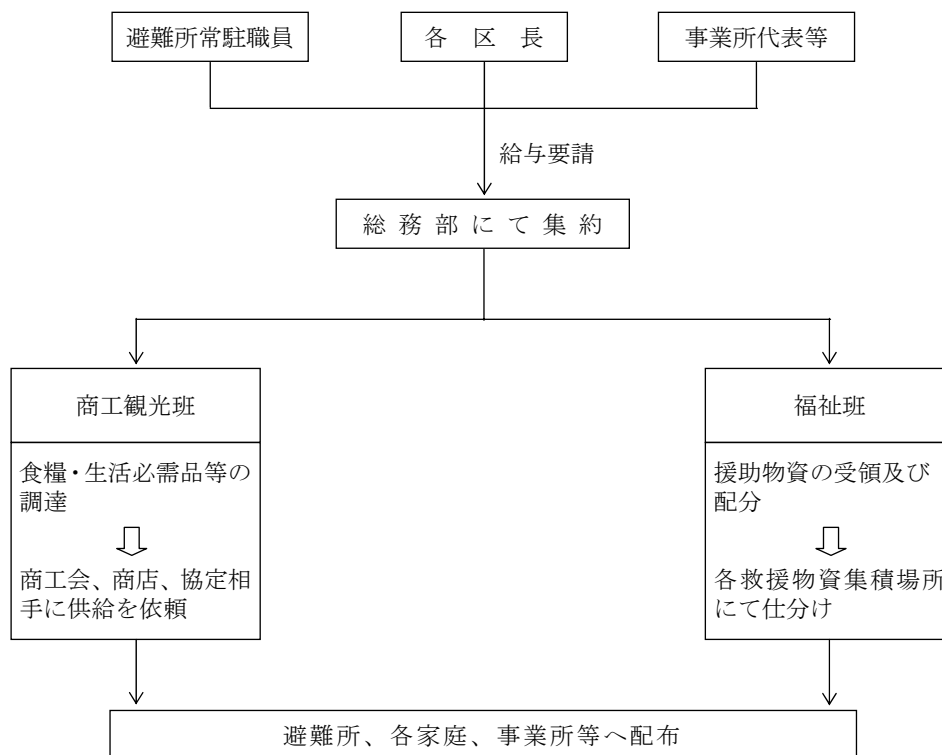 避難所常駐職員
各区長
事業所代表等
給与要請
総務部にて集約
商工観光班
食糧・生活必需品等の
調達
商工会、商店、協定相
手に供給を依頼
福祉班
援助物資の受領及び
配分
各救援物資集積場所
にて仕分け
避難所、各家庭、事業所等へ配布